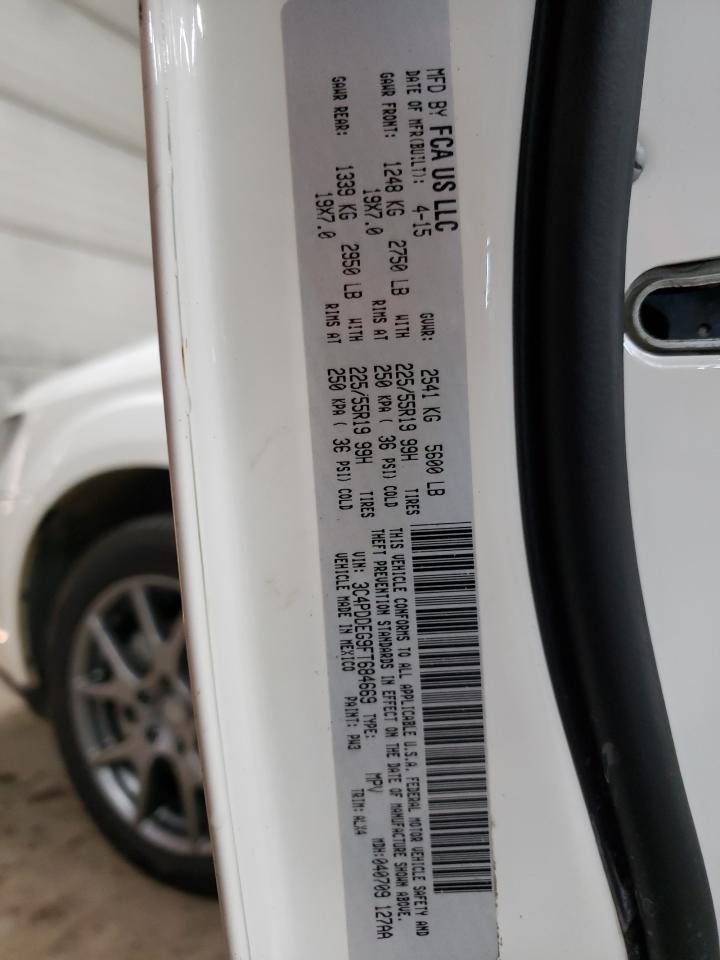 MFD BY FCA US LLC
DATE OF MFR(BUILT): 4-15 GVWR: 2541 KG 5600 LB
GAWR FRONT: 1248 KG 2750 LB WITH 225/55R19 99H TIRES
19X7.0 RIMS AT 250 KPA ( 36 PSI) COLD
GAWR REAR: 1339 KG 2950 LB WITH 225/55R19 99H TIRES
19X7.0 RIMS AT 250 KPA ( 36 PSI) COLD
THIS VEHICLE CONFORMS TO ALL APPLICABLE U.S.A. FEDERAL MOTOR VEHICLE SAFETY AND
THEFT PREVENTION STANDARDS IN EFFECT ON THE DATE OF MANUFACTURE SHOWN ABOVE.
VIN: 3C4PDDEG9FT684669 TYPE: MPV MDH:040709 127AA
VEHICLE MADE IN MEXICO PAINT: PW3 TRIM: ALX4